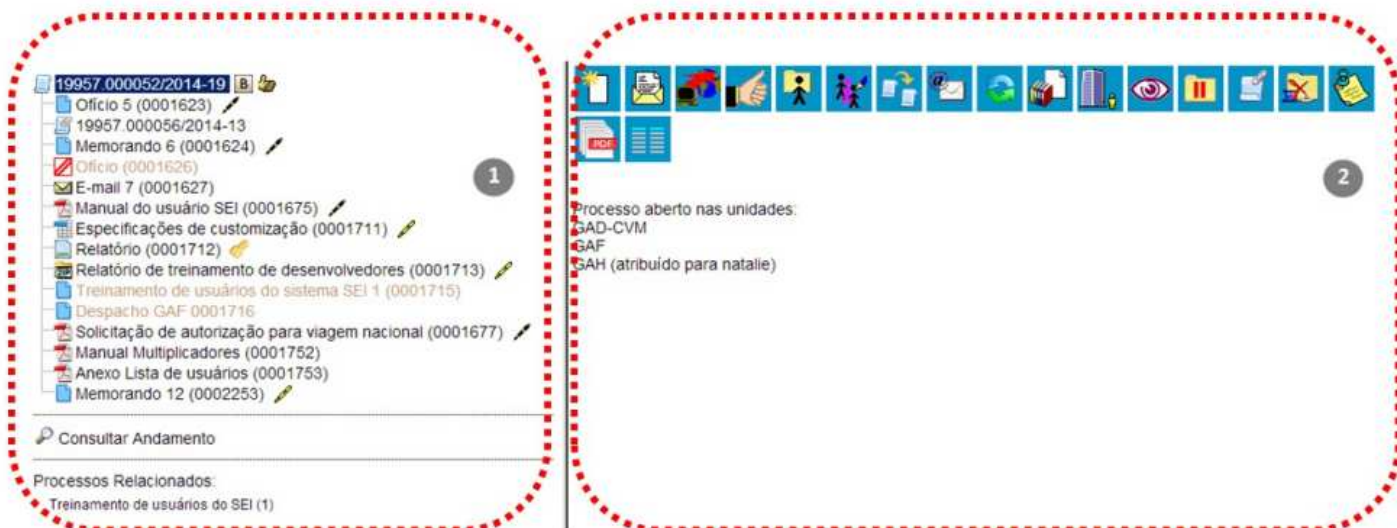 19957.000052/2014-19 B
Ofício 5 (0001623)
19957.000056/2014-13
Memorando 6 (0001624)
Ofício (0001626)
E-mail 7 (0001627)
Manual do usuário SEI (0001675)
Especificações de customização (0001711)
Relatório (0001712)
Relatório de treinamento de desenvolvedores (0001713)
Treinamento de usuários do sistema SEI 1 (0001715)
Despacho GAF 0001716
Solicitação de autorização para viagem nacional (0001677)
Manual Multiplicadores (0001752)
Anexo Lista de usuários (0001753)
Memorando 12 (0002253)
Consultar Andamento
Processos Relacionados:
Treinamento de usuários do SEI (1)
1
PDF
2
Processo aberto nas unidades:
GAD-CVM
GAF
GAH (atribuído para natalie)